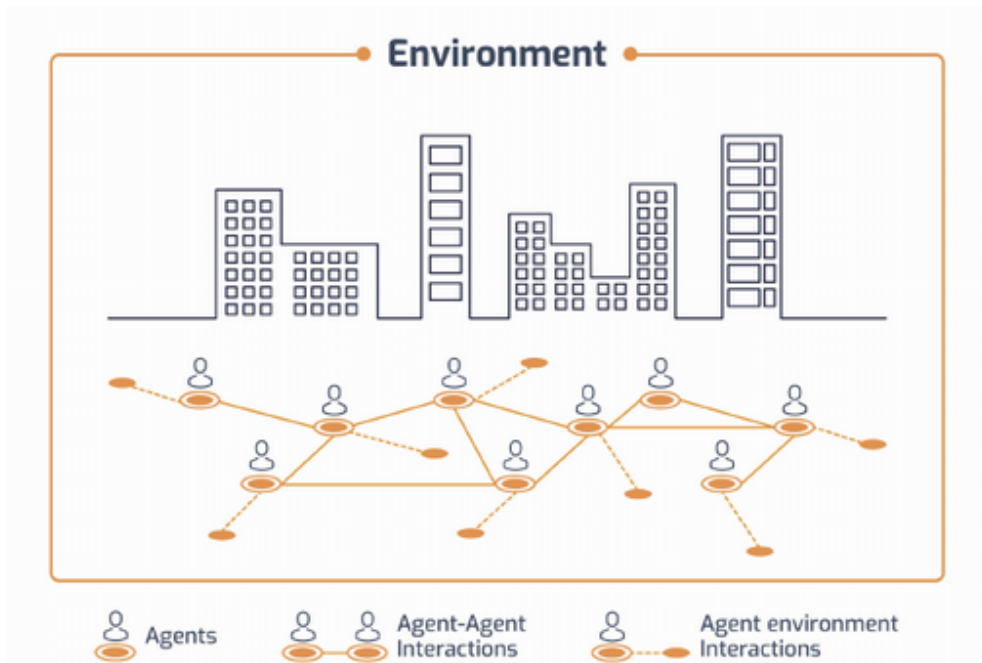 Environment
Agents
Agent-Agent
Interactions
Agent environment
Interactions